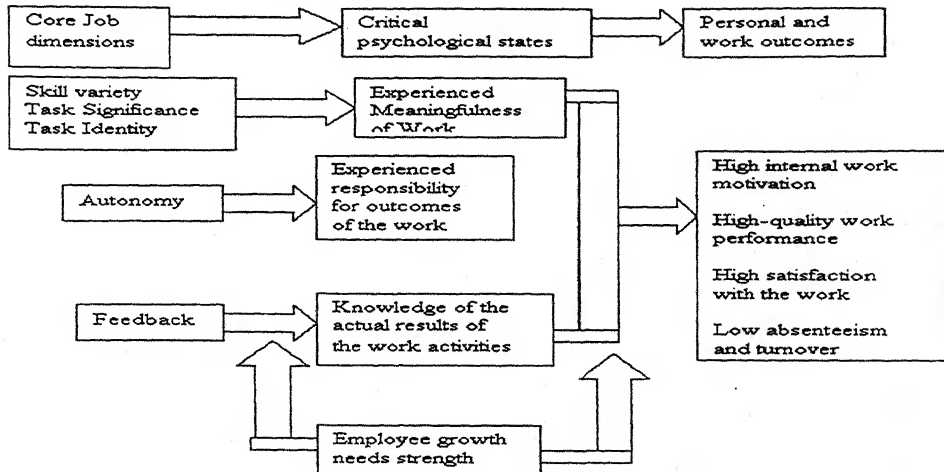 Core Job
dimensions
Critical
psychological states
Personal and
work outcomes
Skill variety
Task Significance
Task Identity
Experienced
Meaningfulness
of Work
Autonomy
Experienced
responsibility
for outcomes
of the work
Feedback
Knowledge of the
actual results of
the work activities
High internal work
motivation
High-quality work
performance
High satisfaction
with the work
Low absenteeism
and turnover
Employee growth
needs strength